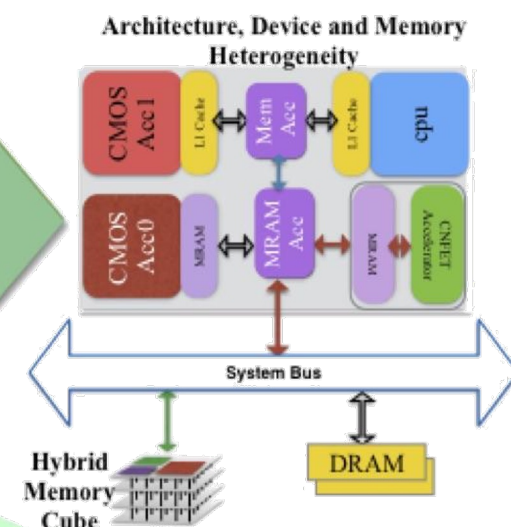 Architecture, Device and Memory
Heterogeneity
CMOS
Acc1
L1 Cache
Mem
Acc
L1 Cache
cpu
CMOS
Acc0
MRAM
MRAM
Acc
MRAM
CNFET
Accelerator
System Bus
Hybrid
Memory
Cube
DRAM